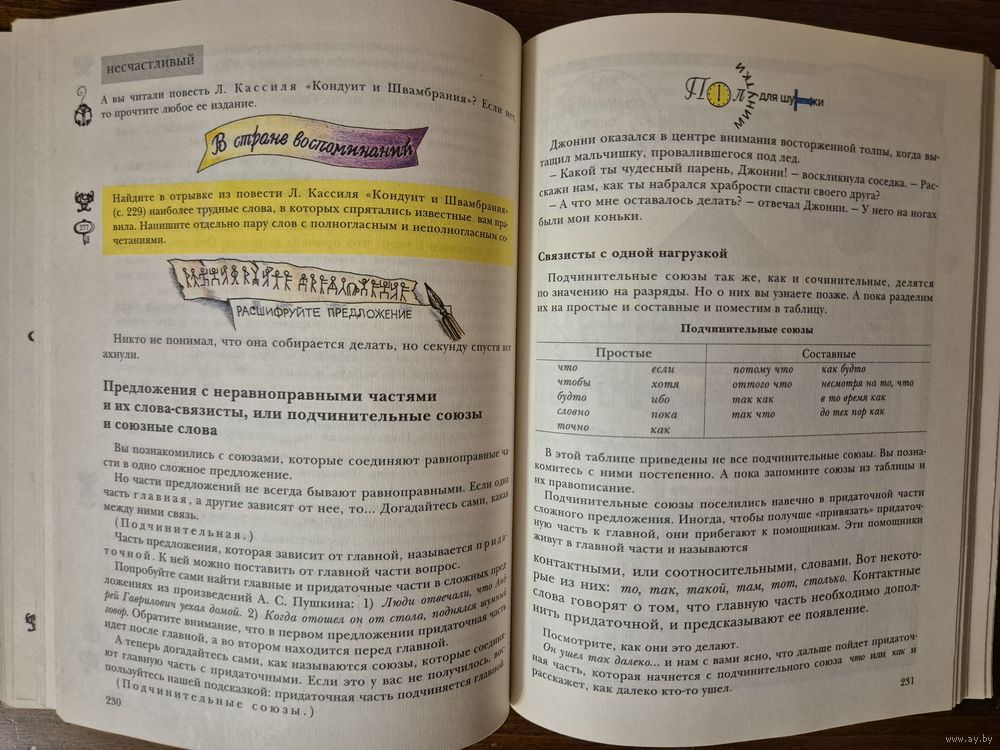 несчастливый
А вы читали повесть Л. Кассиля «Кондуит и Швамбрания»? Если нет,
то прочтите любое ее издание.
В стране воспоминаний
Найдите в отрывке из повести Л. Кассиля «Кондуит и Швамбрания»
(с. 229) наиболее трудные слова, в которых спрятались известные вам пра-
вила. Напишите отдельно пару слов с полногласным и неполногласным со-
четаниями.
277
РАСШИФРУЙТЕ ПРЕДЛОЖЕНИЕ
Никто не понимал, что она собирается делать, но секунду спустя все
ахнули.
Предложения с неравноправными частями
и их слова-связисты, или подчинительные союзы
и союзные слова
Вы познакомились с союзами, которые соединяют равноправные ча-
сти в одно сложное предложение.
Но части предложений не всегда бывают равноправными. Если одна
часть главная, а другие зависят от нее, то... Догадайтесь сами, какая
между ними связь.
(Подчинительная.)
Часть предложения, которая зависит от главной, называется прида-
точной. К ней можно поставить от главной части вопрос.
Попробуйте сами найти главные и придаточные части в сложных пред-
ложениях из произведений А. С. Пушкина: 1) Люди отвечали, что Анд-
рей Гаврилович уехал домой. 2) Когда отошел он от стола, поднялся шумный
говор. Обратите внимание, что в первом предложении придаточная часть
идет после главной, а во втором находится перед главной.
А теперь догадайтесь сами, как называются союзы, которые соединя-
ют главную часть с придаточными. Если это у вас не получилось, вос-
пользуйтесь нашей подсказкой: придаточная часть подчиняется главной.
(Подчинительные союзы.)
230
Пол
минутки
для шутки
Джонни оказался в центре внимания восторженной толпы, когда вы-
тащил мальчишку, провалившегося под лед.
– Какой ты чудесный парень, Джонни! – воскликнула соседка. – Рас-
скажи нам, как ты набрался храбрости спасти своего друга?
– А что мне оставалось делать? – отвечал Джонни. – У него на ногах
были мои коньки.
Связисты с одной нагрузкой
Подчинительные союзы так же, как и сочинительные, делятся
по значению на разряды. Но о них вы узнаете позже. А пока разделим
их на простые и составные и поместим в таблицу.
Подчинительные союзы
Простые Составные
что если потому что как будто
чтобы хотя оттого что несмотря на то, что
будто ибо так как в то время как
словно пока так что до тех пор как
точно как
В этой таблице приведены не все подчинительные союзы. Вы позна-
комитесь с ними постепенно. А пока запомните союзы из таблицы и
их правописание.
Подчинительные союзы поселились навечно в придаточной части
сложного предложения. Иногда, чтобы получше «привязать» придаточ-
ную часть к главной, они прибегают к помощникам. Эти помощники
живут в главной части и называются
контактными, или соотносительными, словами. Вот некото-
рые из них: то, так, такой, там, тот, столько. Контактные
слова говорят о том, что главную часть необходимо допол-
нить придаточной, и предсказывают ее появление.
Посмотрите, как они это делают.
Он ушел так далеко... и нам с вами ясно, что дальше пойдет придаточ-
ная часть, которая начнется с подчинительного союза что или как и
расскажет, как далеко кто-то ушел.
231
www.ay.by